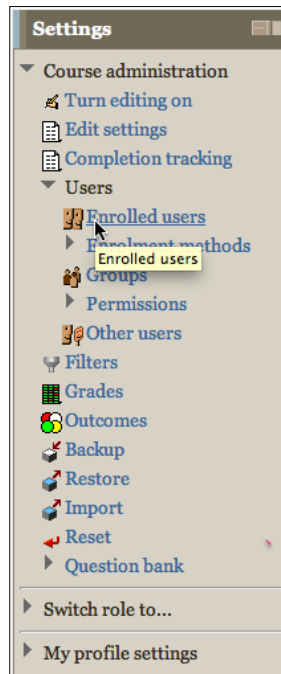 Settings
Course administration
Turn editing on
Edit settings
Completion tracking
Users
Enrolled users
Enrolment methods
Enrolled users
Groups
Permissions
Other users
Filters
Grades
Outcomes
Backup
Restore
Import
Reset
Question bank
Switch role to...
My profile settings